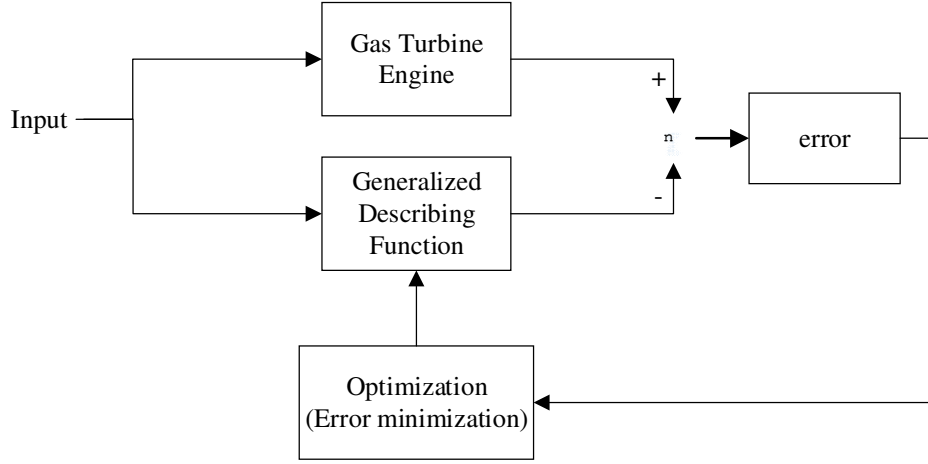 Gas Turbine
Engine
+
Input
n
error
Generalized
Describing
Function
-
Optimization
(Error minimization)